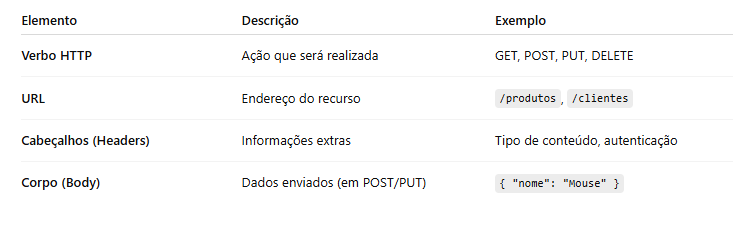 Elemento Descrição Exemplo
Verbo HTTP Ação que será realizada GET, POST, PUT, DELETE
URL Endereço do recurso /produtos, /clientes
Cabeçalhos (Headers) Informações extras Tipo de conteúdo, autenticação
Corpo (Body) Dados enviados (em POST/PUT) { "nome": "Mouse" }